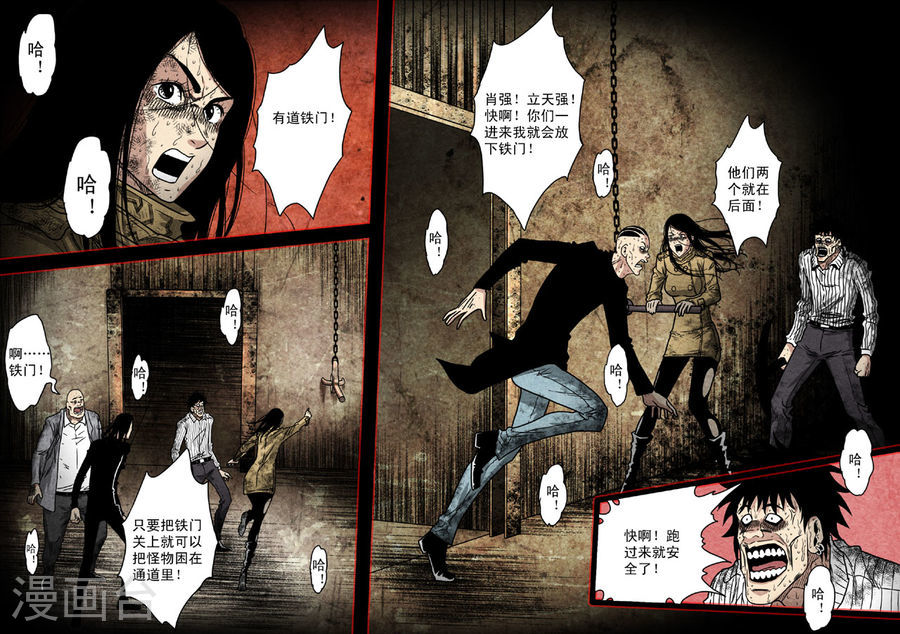 哈！
有道铁门！
哈！
哈！
哈！
啊……
铁门！
哈！
只要把铁门
关上就可以
把怪物困在
通道里！
哈！
哈！
肖强！立天强！
快啊！你们一
进来我就会放
下铁门！
哈！
哈！
他们两
个就在
后面！
哈！
哈！
哈！
快啊！跑
过来就安
全了！
哈！
漫画台